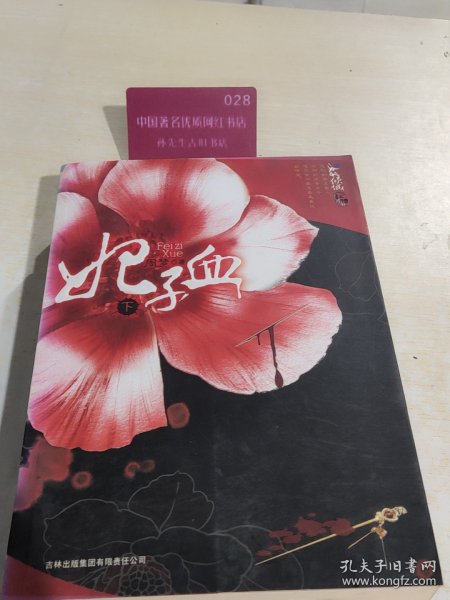 028
中国著名优质网红书店
孙先生古旧书店
Fei zi
Xue
妃子血
下
吉林出版集团有限责任公司
孔夫子旧书网
www.kongfz.com